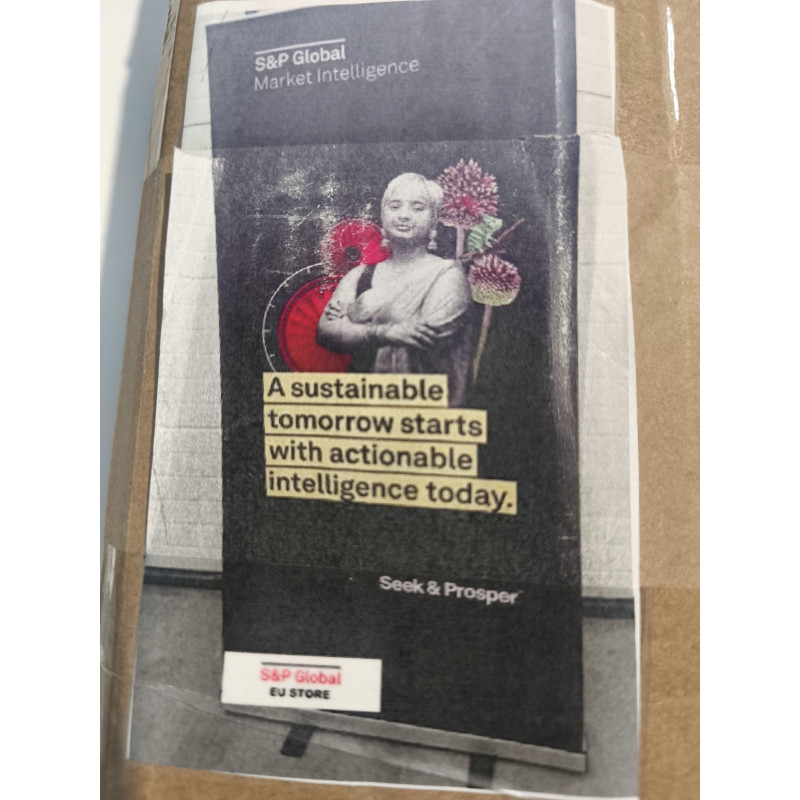 S&P Global
Market Intelligence
A sustainable
tomorrow starts
with actionable
intelligence today.
Seek & Prosper
S&P Global
EU STORE